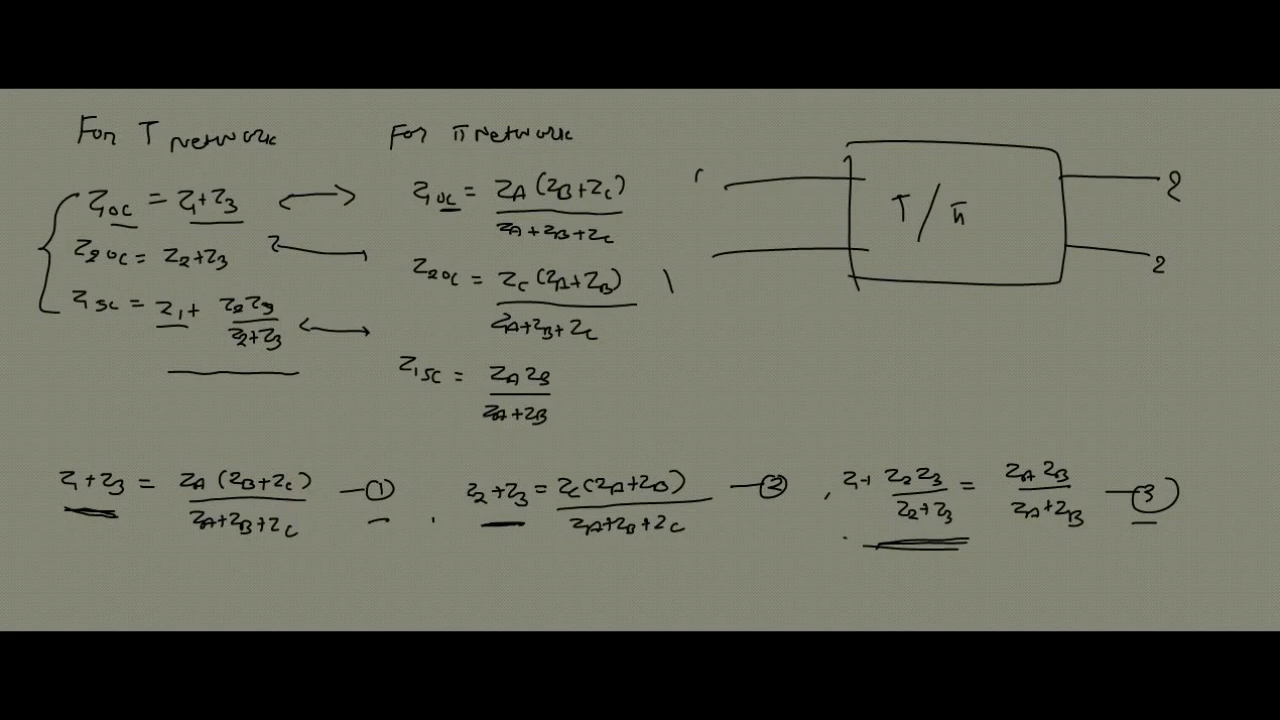 For T Network
Z1OC = Z1+Z3
Z2OC = Z2+Z3
Z1SC = Z1+ Z2Z3/Z2+Z3
For π Network
Z1OC = ZA(ZB+ZC)/ZA+ZB+ZC
Z2OC = ZC(ZA+ZB)/ZA+ZB+ZC
Z1SC = ZAZB/ZA+ZB
T/π
2
2
Z1+Z3 = ZA(ZB+ZC)/ZA+ZB+ZC —①
, Z2+Z3 = ZC(ZA+ZB)/ZA+ZB+ZC —②
, Z1+ Z2Z3/Z2+Z3 = ZAZB/ZA+ZB —③